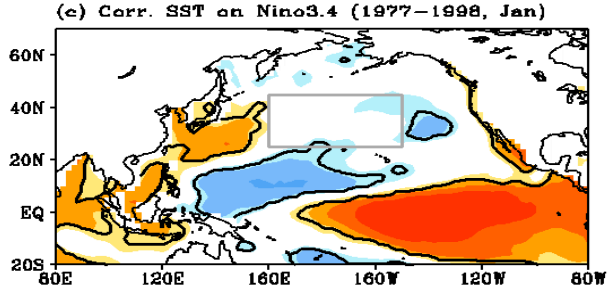 (c) Corr. SST on Nino3.4 (1977−1998, Jan)
60N
40N
20N
EQ
20S
80E 120E 160E 160W 120W 80W